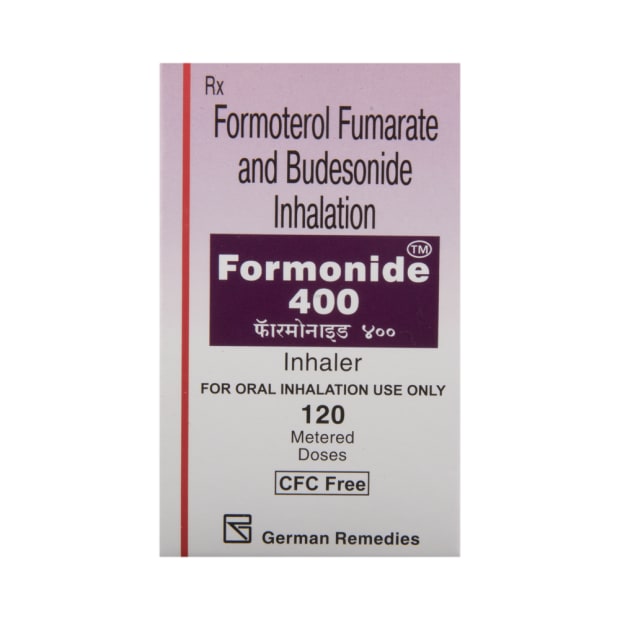 Rx
Formoterol Fumarate
and Budesonide
Inhalation
Formonide™
400
फॉरमोनाइड ४००
Inhaler
FOR ORAL INHALATION USE ONLY
120
Metered
Doses
CFC Free
German Remedies